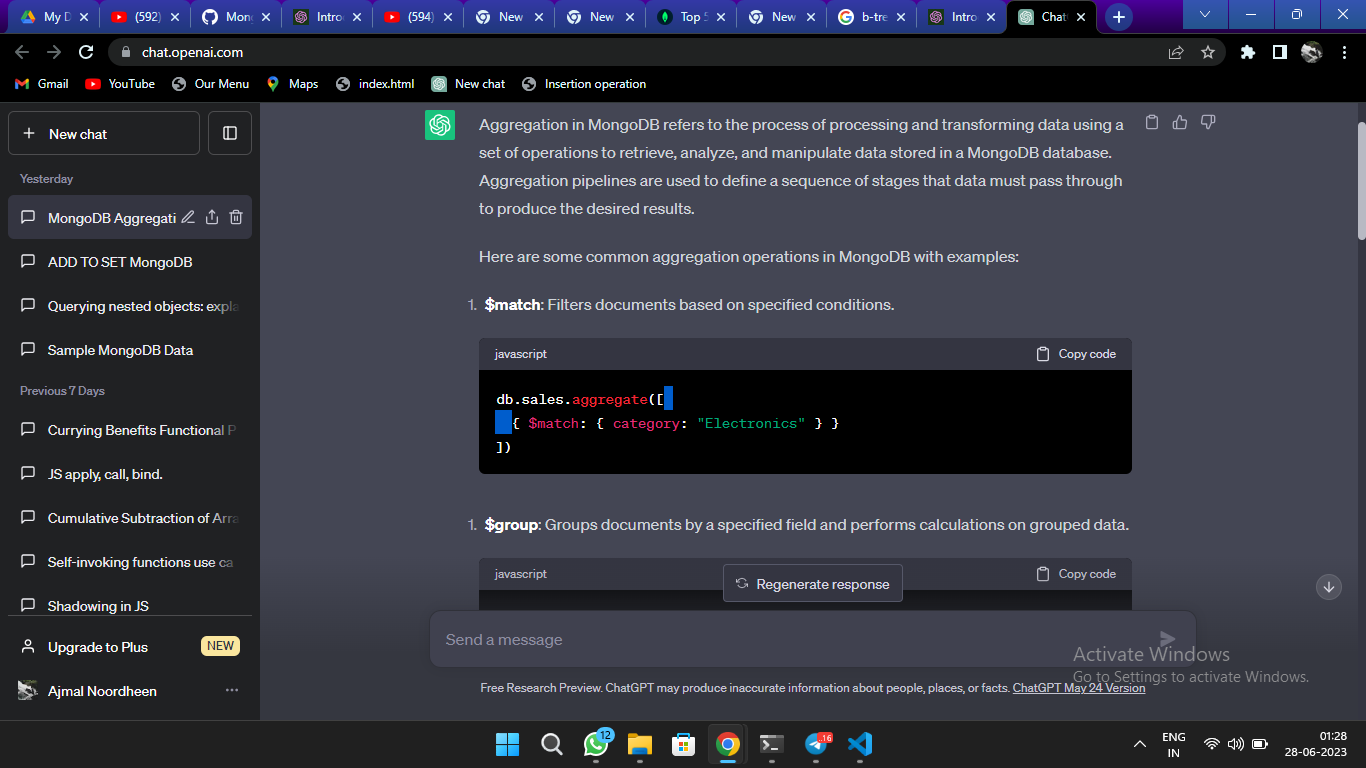 My D
(592)
Mong
Intro
(594)
New
New
Top 5
New
b-tre
Intro
Chat
chat.openai.com
Gmail YouTube Our Menu Maps index.html New chat Insertion operation
New chat
Yesterday
MongoDB Aggregati
ADD TO SET MongoDB
Querying nested objects: expla
Sample MongoDB Data
Previous 7 Days
Currying Benefits Functional P
JS apply, call, bind.
Cumulative Subtraction of Arra
Self-invoking functions use ca
Shadowing in JS
Upgrade to Plus NEW
Ajmal Noordheen
Aggregation in MongoDB refers to the process of processing and transforming data using a
set of operations to retrieve, analyze, and manipulate data stored in a MongoDB database.
Aggregation pipelines are used to define a sequence of stages that data must pass through
to produce the desired results.
Here are some common aggregation operations in MongoDB with examples:
1. $match: Filters documents based on specified conditions.
javascript Copy code
db.sales.aggregate([
{ $match: { category: "Electronics" } }
])
1. $group: Groups documents by a specified field and performs calculations on grouped data.
javascript Copy code
Regenerate response
Send a message
Activate Windows
Go to Settings to activate Windows.
Free Research Preview. ChatGPT may produce inaccurate information about people, places, or facts. ChatGPT May 24 Version
12
16
ENG
IN
01:28
28-06-2023